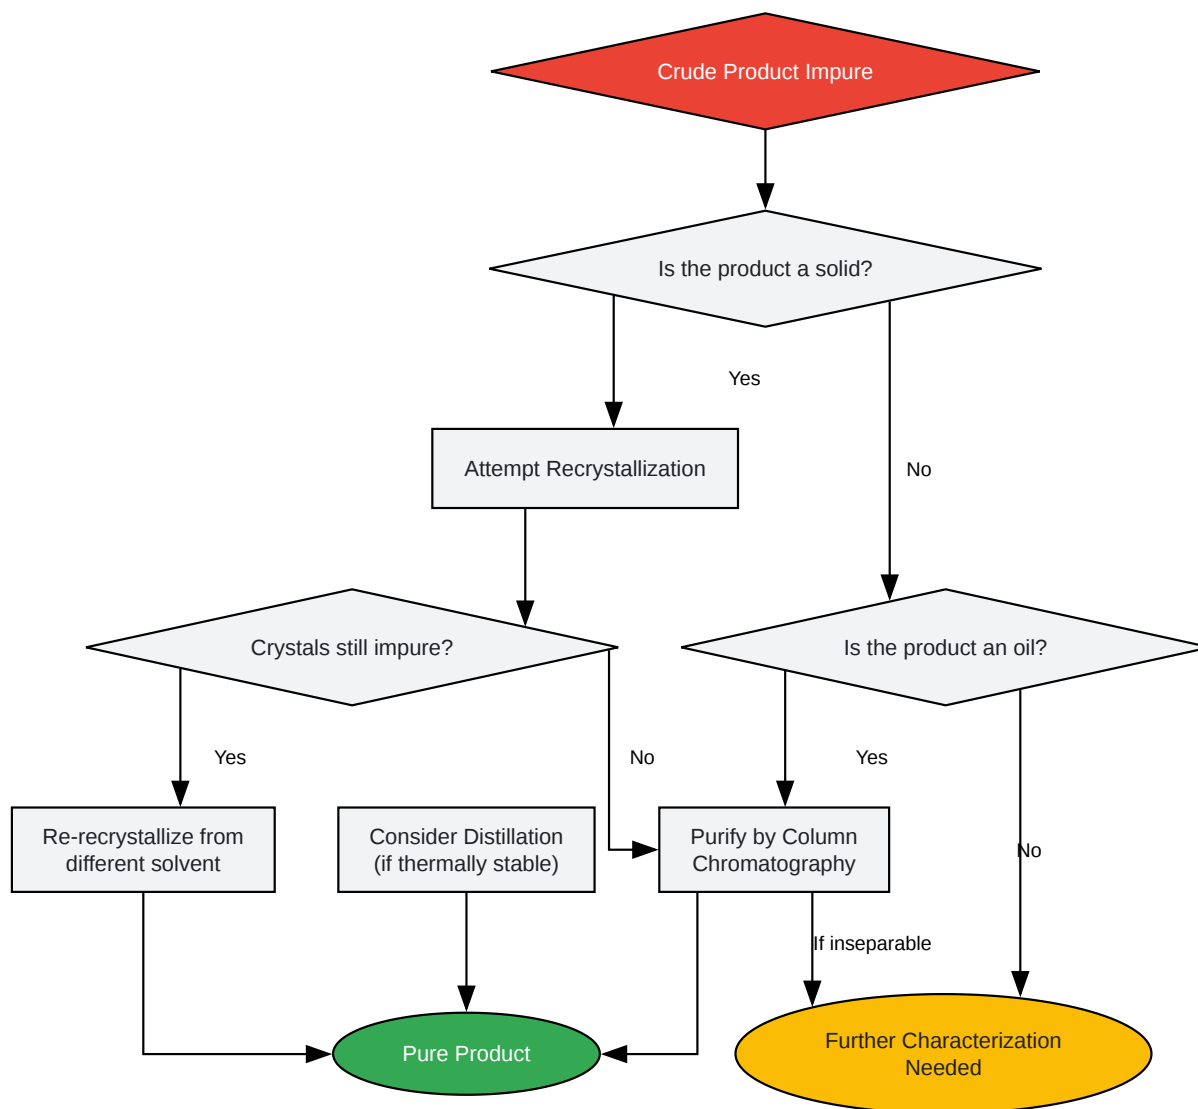 Crude Product Impure
Is the product a solid?
Yes
Attempt Recrystallization
No
Crystals still impure?
Is the product an oil?
Yes
No
Yes
Re-recrystallize from
different solvent
Consider Distillation
(if thermally stable)
Purify by Column
Chromatography
No
If inseparable
Pure Product
Further Characterization
Needed